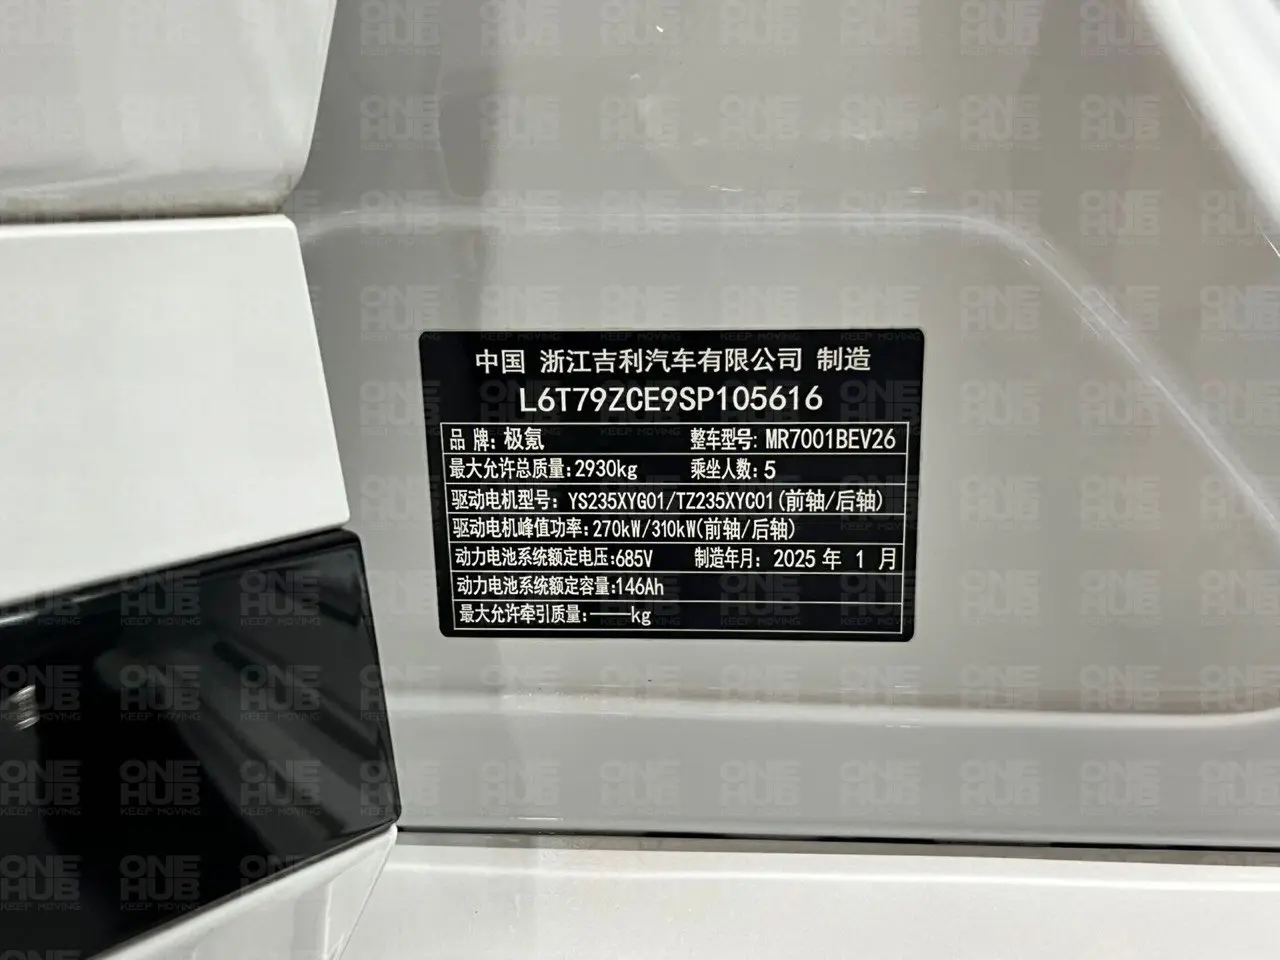 中国 浙江吉利汽车有限公司 制造
L6T79ZCE9SP105616
品 牌: 极氪 整车型号: MR7001BEV26
最大允许总质量: 2930kg 乘坐人数: 5
驱动电机型号: YS235XYG01/TZ235XYC01(前轴/后轴)
驱动电机峰值功率: 270kW/310kW(前轴/后轴)
动力电池系统额定电压: 685V 制造年月: 2025 年 1 月
动力电池系统额定容量: 146Ah
最大允许牵引质量: ——kg
ONE HUB
KEEP MOVING